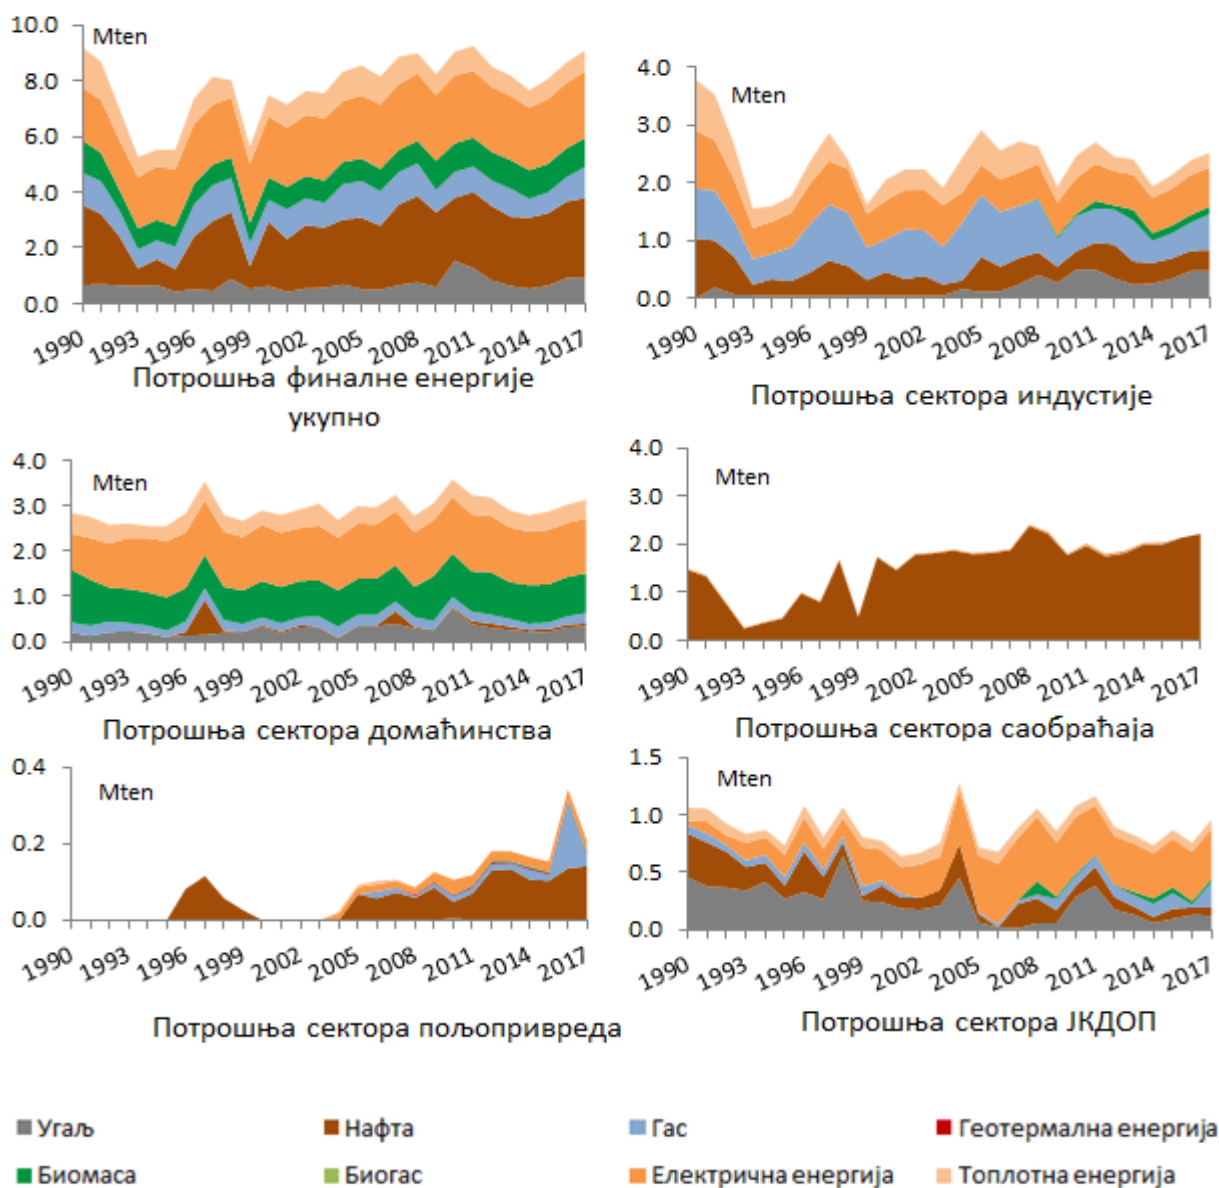 10.0
8.0
6.0
4.0
2.0
0.0
Mten
1990 1993 1996 1999 2002 2005 2008 2011 2014 2017
Потрошња финалне енергије
укупно
4.0
3.0
2.0
1.0
0.0
Mten
1990 1993 1996 1999 2002 2005 2008 2011 2014 2017
Потрошња сектора индустије
4.0
3.0
2.0
1.0
0.0
Mten
1990 1993 1996 1999 2002 2005 2008 2011 2014 2017
Потрошња сектора домаћинства
4.0
3.0
2.0
1.0
0.0
Mten
1990 1993 1996 1999 2002 2005 2008 2011 2014 2017
Потрошња сектора саобраћаја
0.4
0.2
0.0
Mten
1990 1993 1996 1999 2002 2005 2008 2011 2014 2017
Потрошња сектора пољопривреда
1.5
1.0
0.5
0.0
Mten
1990 1993 1996 1999 2002 2005 2008 2011 2014 2017
Потрошња сектора ЈКДОП
Угаљ Нафта Гас Геотермална енергија
Биомаса Биогас Електрична енергија Топлотна енергија